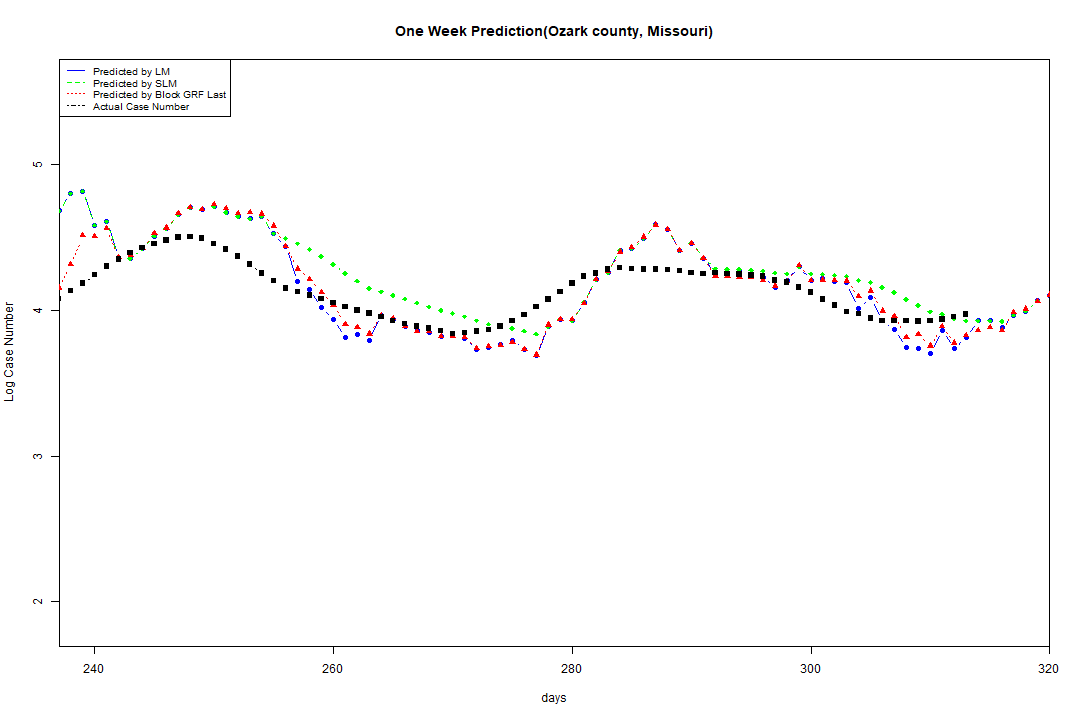 One Week Prediction(Ozark county, Missouri)
Predicted by LM
Predicted by SLM
Predicted by Block GRF Last
Actual Case Number
5
4
3
2
Log Case Number
240
260
280
300
320
days